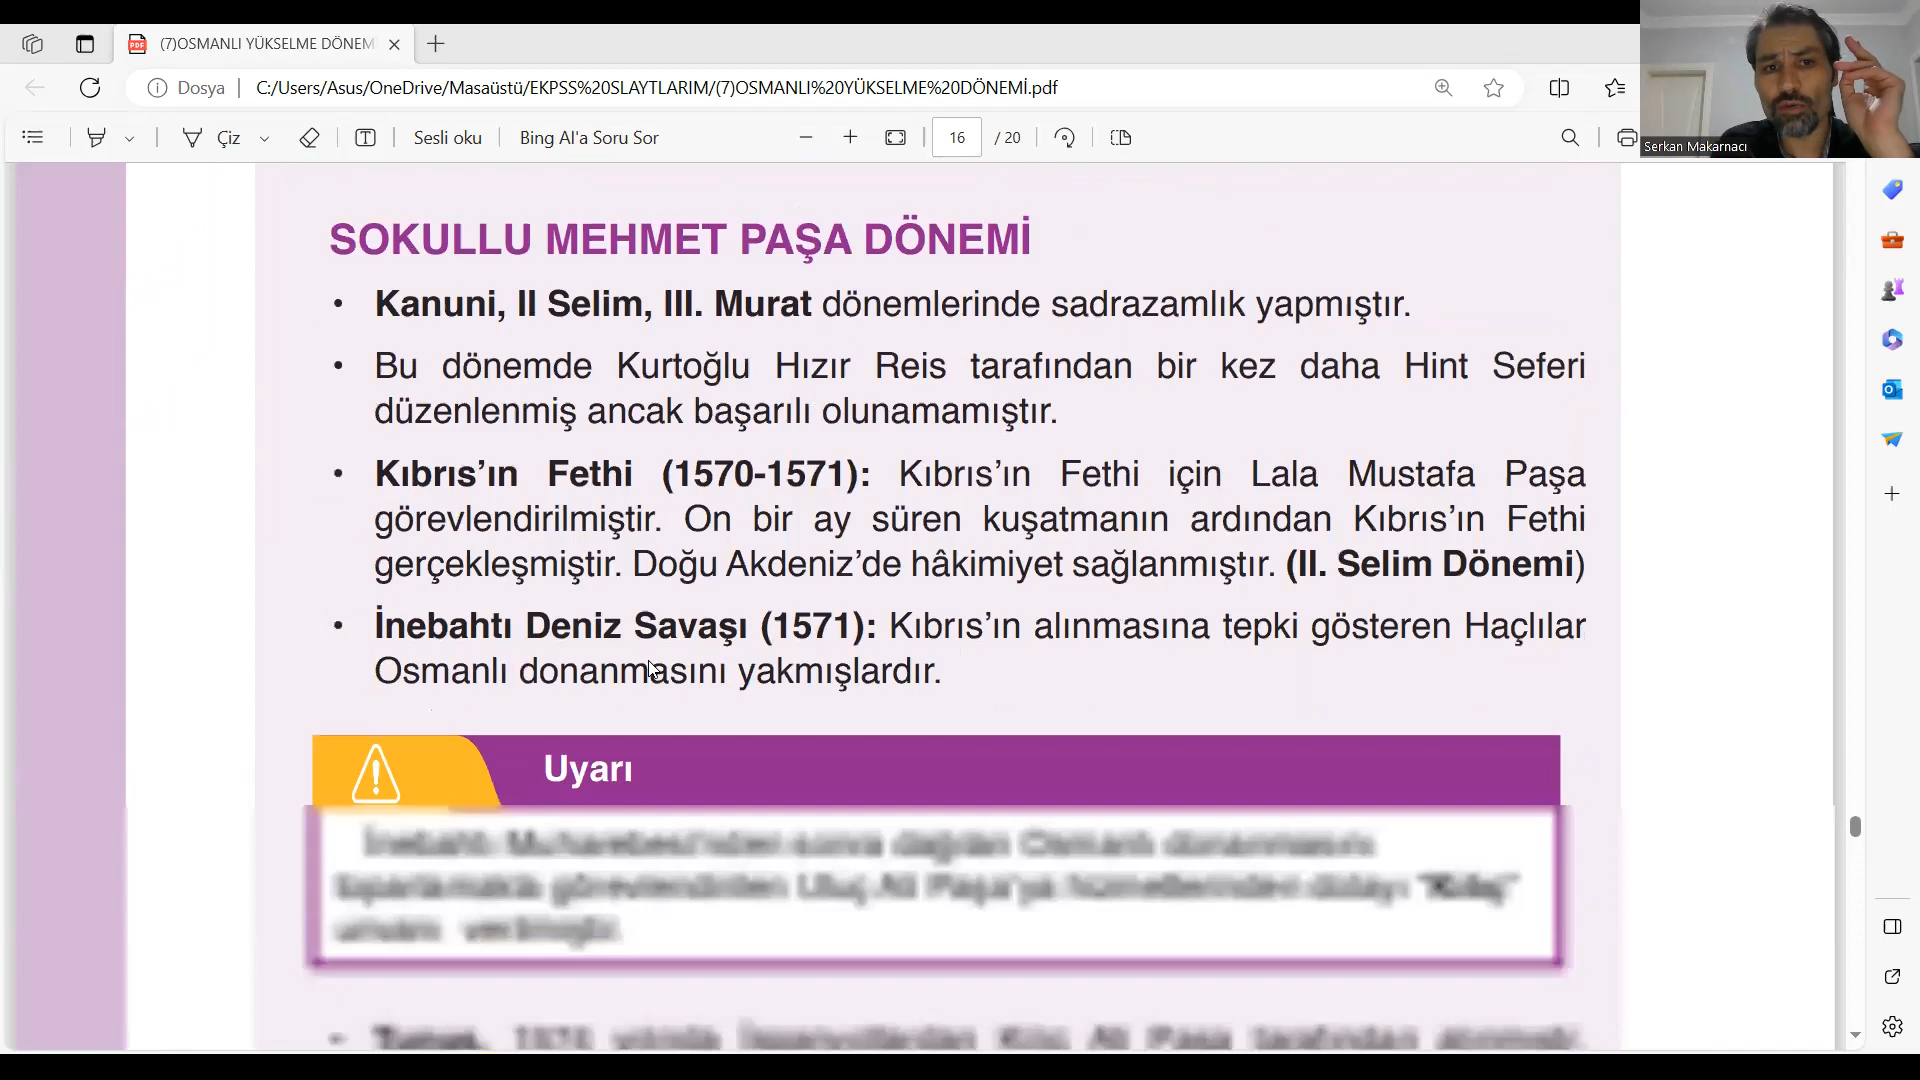 (7)OSMANLI YÜKSELME DÖNEM
Dosya
C:/Users/Asus/OneDrive/Masaüstü/EKPSS%20SLAYTLARIM/(7)OSMANLI%20YÜKSELME%20DÖNEMİ.pdf
Çiz
Sesli oku
Bing AI'a Soru Sor
16 / 20
Serkan Makarnacı
SOKULLU MEHMET PAŞA DÖNEMİ
• Kanuni, II Selim, III. Murat dönemlerinde sadrazamlık yapmıştır.
• Bu dönemde Kurtoğlu Hızır Reis tarafından bir kez daha Hint Seferi
düzenlenmiş ancak başarılı olunamamıştır.
• Kıbrıs’ın Fethi (1570-1571): Kıbrıs’ın Fethi için Lala Mustafa Paşa
görevlendirilmiştir. On bir ay süren kuşatmanın ardından Kıbrıs’ın Fethi
gerçekleşmiştir. Doğu Akdeniz’de hâkimiyet sağlanmıştır. (II. Selim Dönemi)
• İnebahtı Deniz Savaşı (1571): Kıbrıs’ın alınmasına tepki gösteren Haçlılar
Osmanlı donanmasını yakmışlardır.
Uyarı